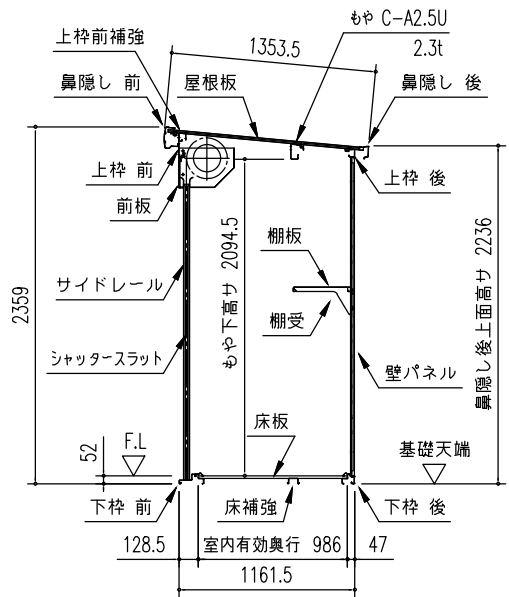 もや C-A2.5U
2.3t
1353.5
上枠前補強
鼻隠し 前
屋根板
鼻隠し 後
上枠 前
上枠 後
前板
もや下高サ 2094.5
鼻隠し後上面高サ 2236
2359
棚板
サイドレール
棚受
シャッタースラット
壁パネル
床板
F.L
52
基礎天端
下枠 前
床補強
下枠 後
128.5
室内有効奥行 986
47
1161.5